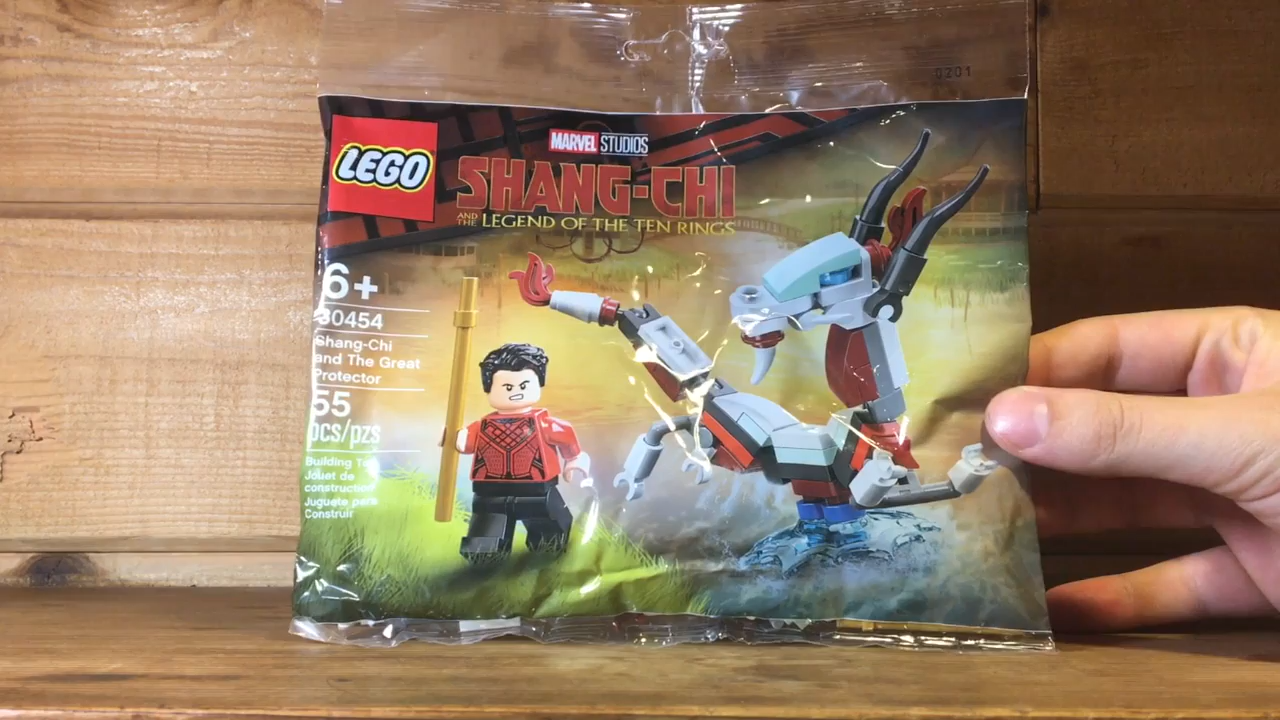 0201
LEGO
MARVEL STUDIOS
SHANG-CHI
AND THE LEGEND OF THE TEN RINGS
6+
30454
Shang-Chi
and The Great
Protector
55
pcs/pzs
Building Toy
Jouet de
construction
Juguete para
Construir